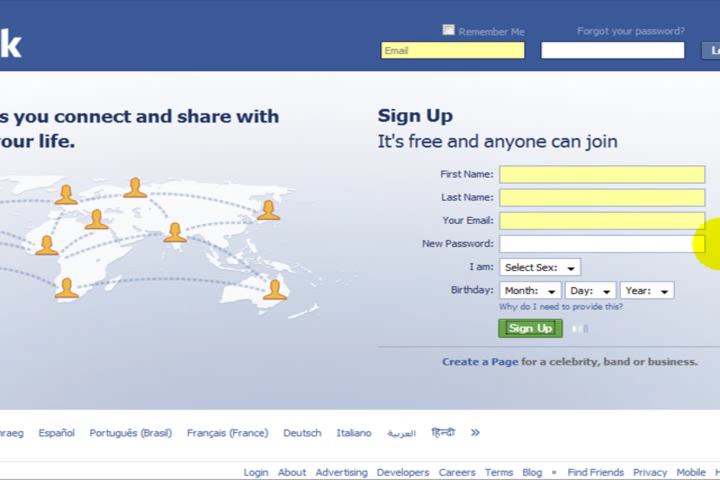 k
Remember Me
Forgot your password?
Email
L
s you connect and share with
our life.
Sign Up
It's free and anyone can join
First Name:
Last Name:
Your Email:
New Password:
I am: Select Sex:
Birthday: Month: Day: Year:
Why do I need to provide this?
Sign Up
Create a Page for a celebrity, band or business.
nraeg Español Português (Brasil) Français (France) Deutsch Italiano العربية हिन्दी »
Login About Advertising Developers Careers Terms Blog • Find Friends Privacy Mobile H